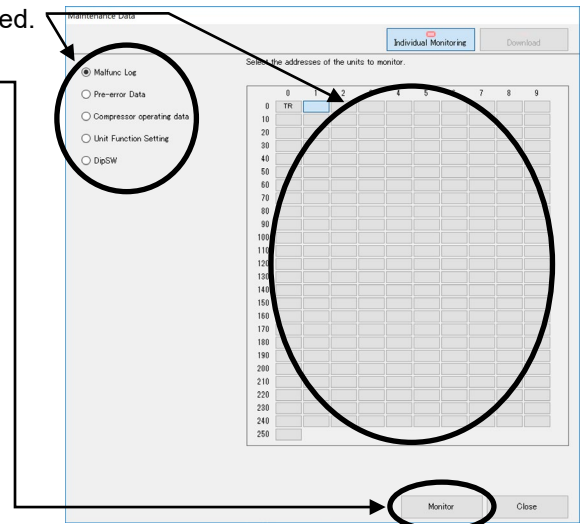 ed.
Maintenance Data
Individual Monitoring
Download
Select the addresses of the units to monitor.
Malfunc Log
Pre-error Data
Compressor operating data
Unit Function Setting
DipSW
0 1 2 3 4 5 6 7 8 9
0 TR
10
20
30
40
50
60
70
80
90
100
110
120
130
140
150
160
170
180
190
200
210
220
230
240
250
Monitor
Close